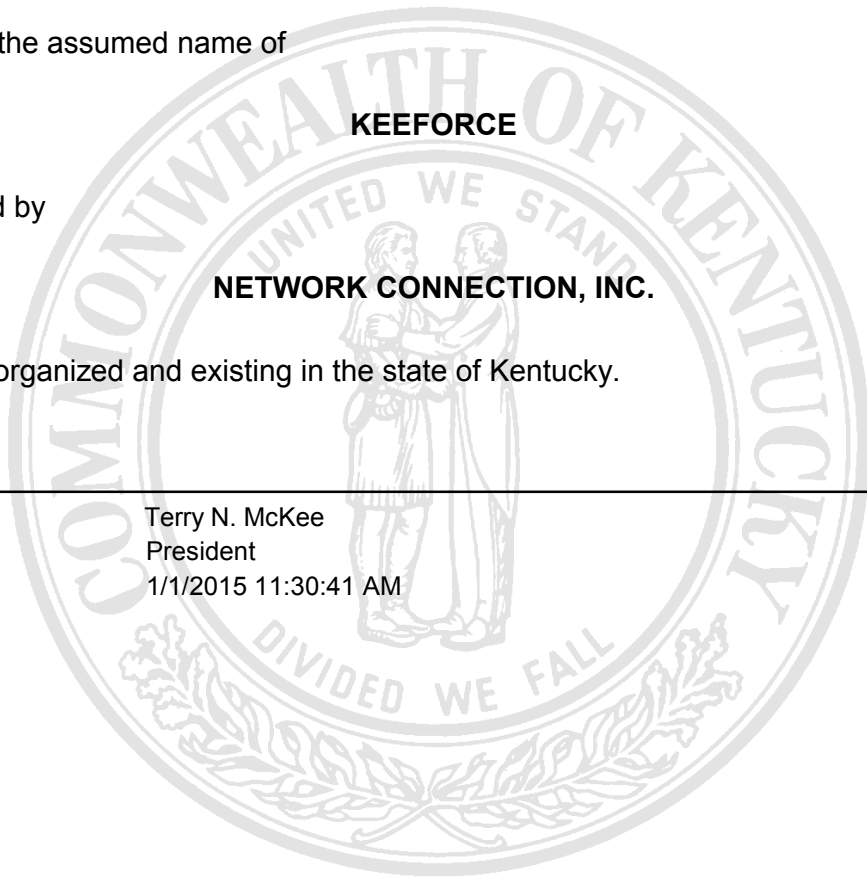 the assumed name of
KEEFORCE
d by
NETWORK CONNECTION, INC.
organized and existing in the state of Kentucky.
Terry N. McKee
President
1/1/2015 11:30:41 AM
COMMONWEALTH OF KENTUCKY
UNITED WE STAND
DIVIDED WE FALL